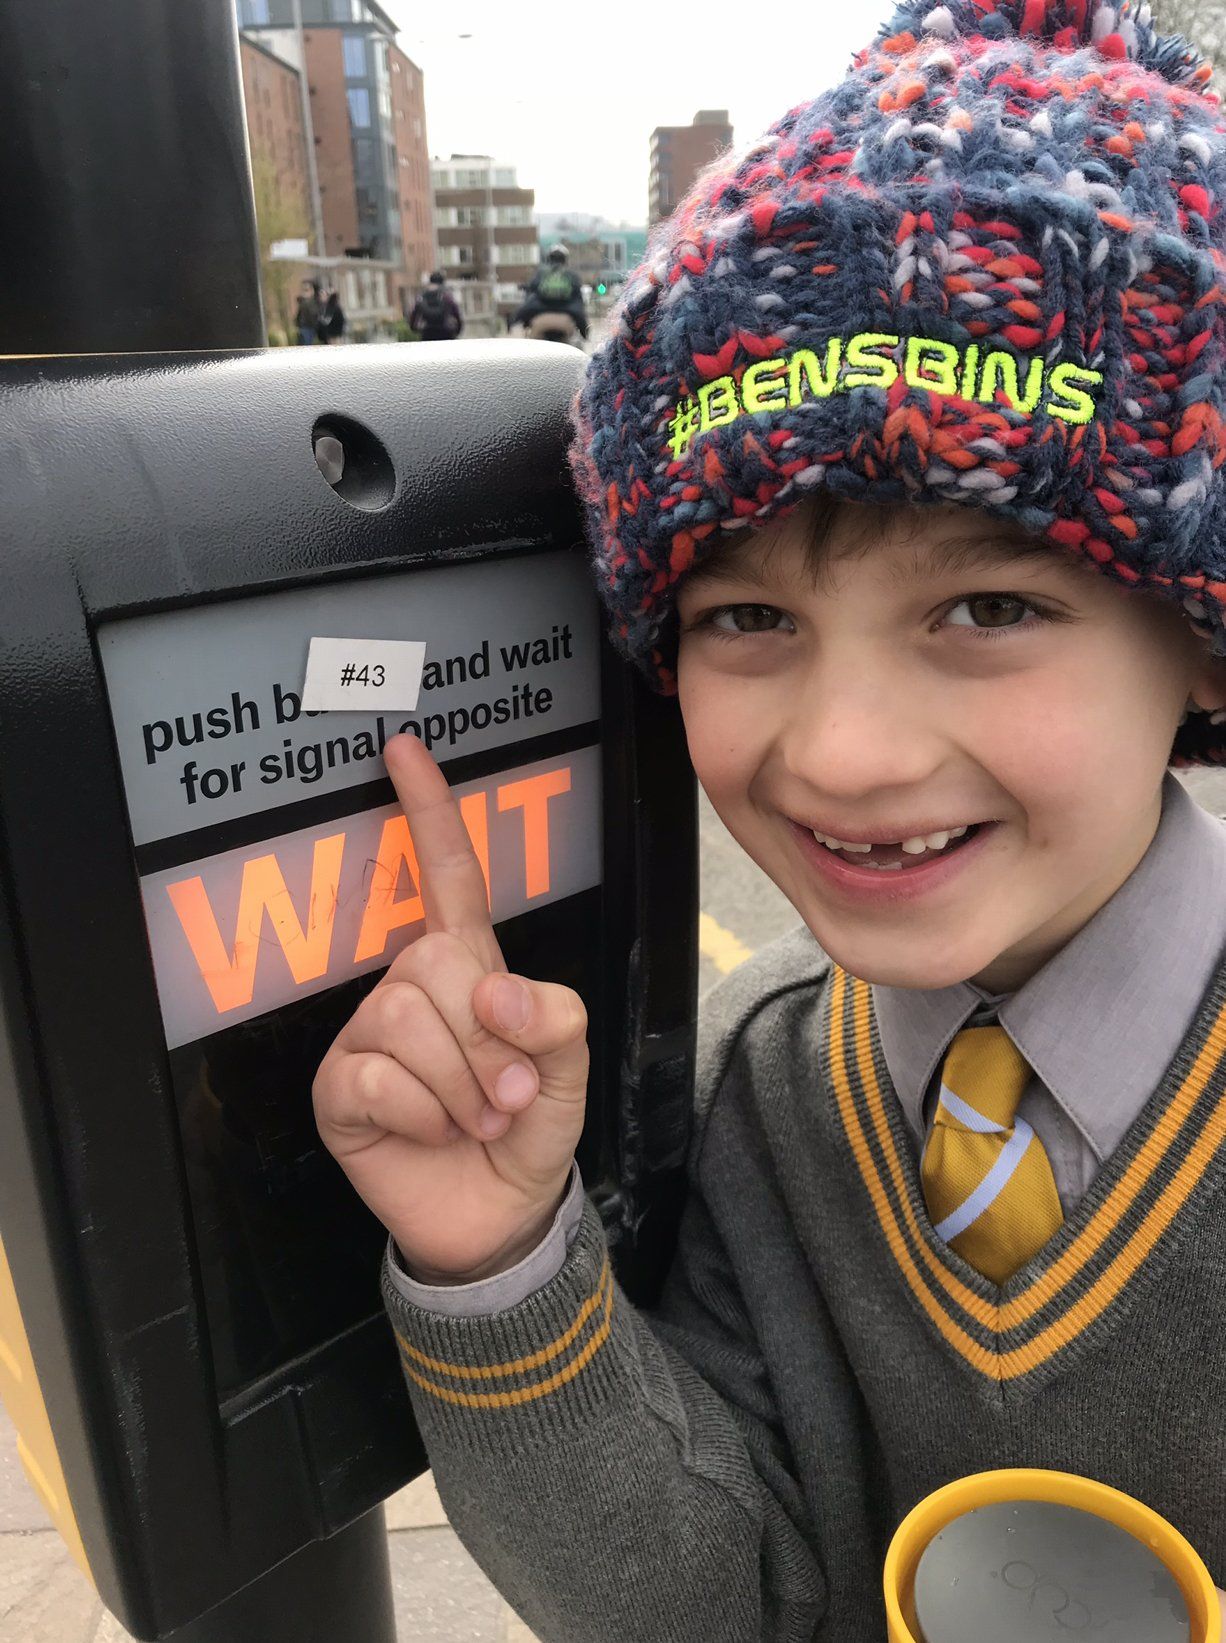 #BENSBINS
#43
push b and wait
for signal opposite
WAIT